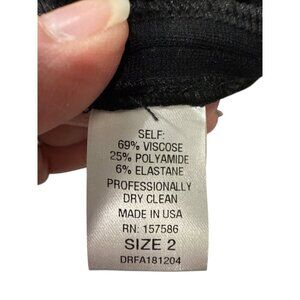 SELF:
69% VISCOSE
25% POLYAMIDE
6% ELASTANE
PROFESSIONALLY
DRY CLEAN
MADE IN USA
RN: 157586
SIZE 2
DRFA181204